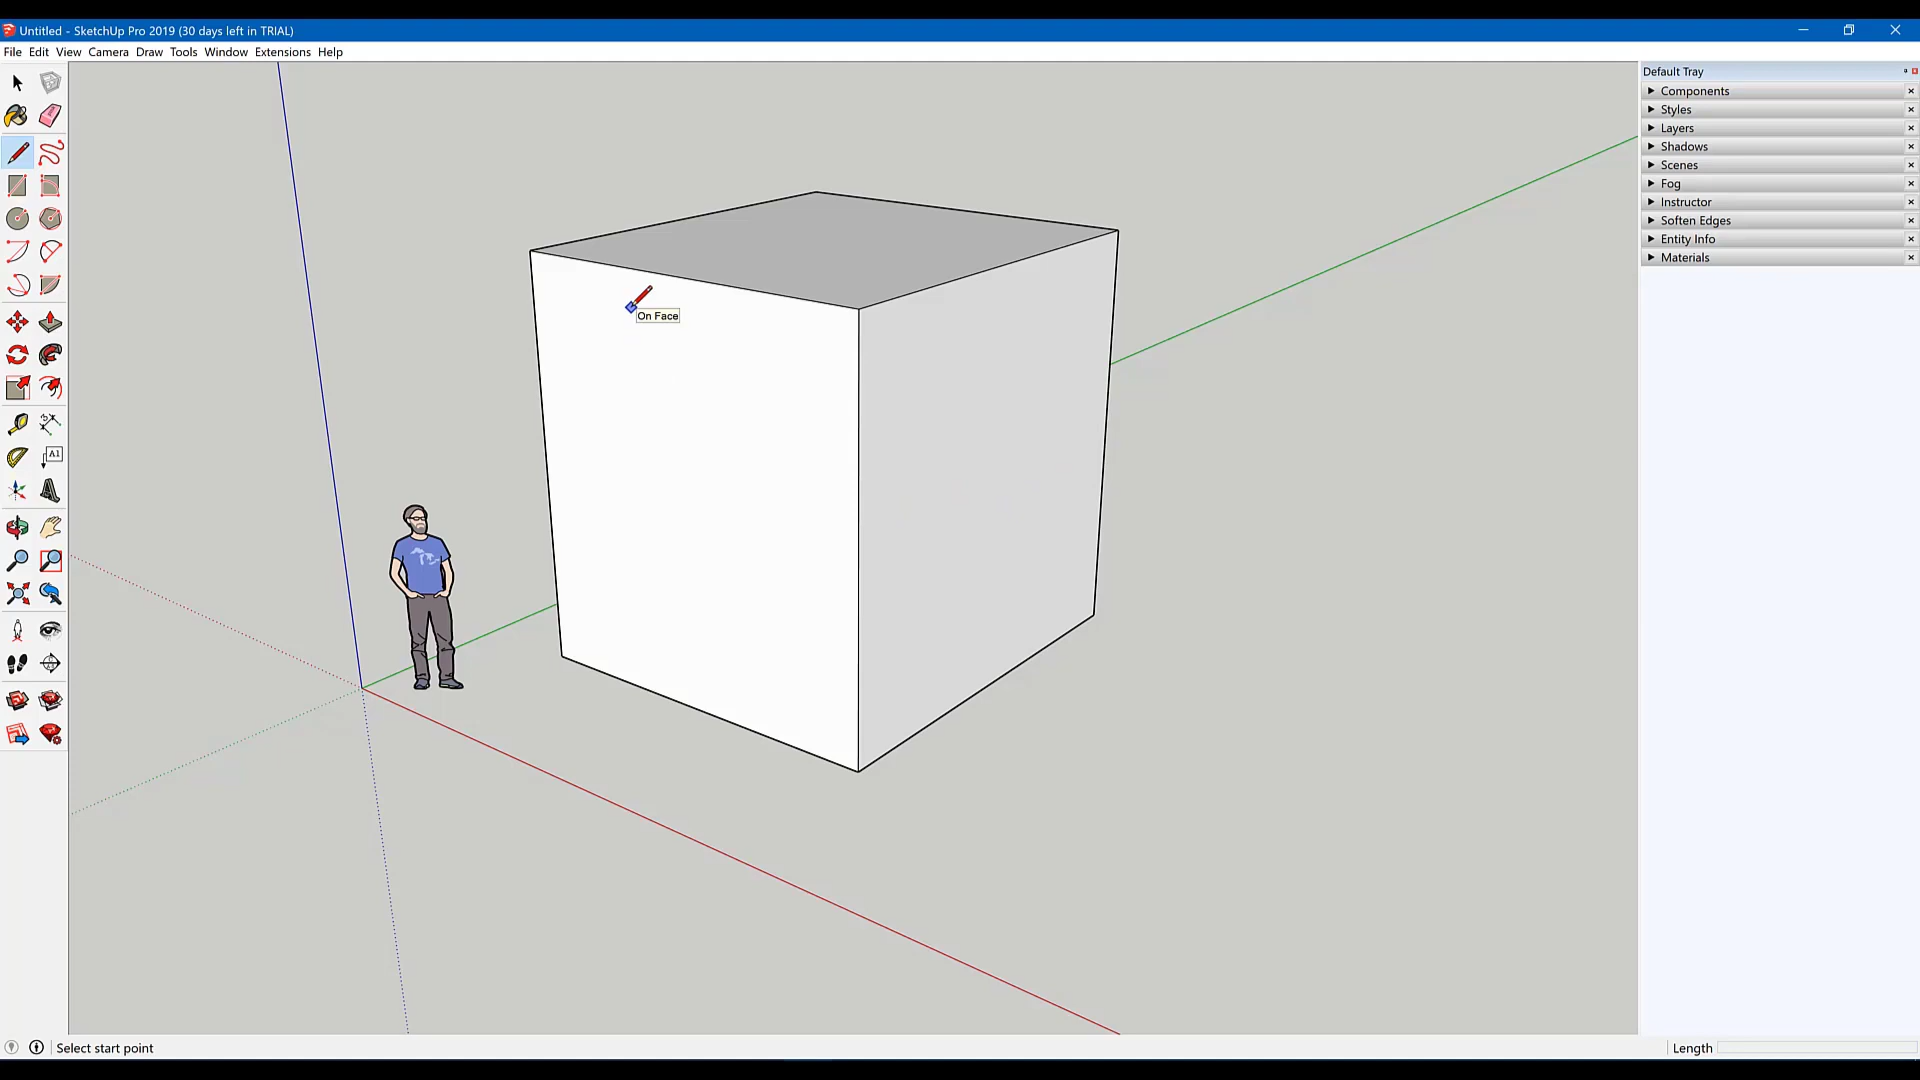 Untitled - SketchUp Pro 2019 (30 days left in TRIAL)
File Edit View Camera Draw Tools Window Extensions Help
Default Tray
Components
Styles
Layers
Shadows
Scenes
Fog
Instructor
Soften Edges
Entity Info
Materials
On Face
A1
Select start point
Length